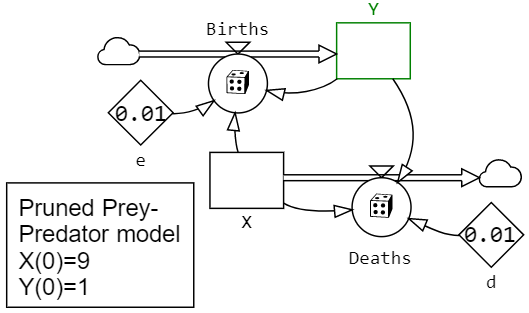 Y
Births
0.01
e
X
0.01
Deaths
d
Pruned Prey-
Predator model
X(0)=9
Y(0)=1